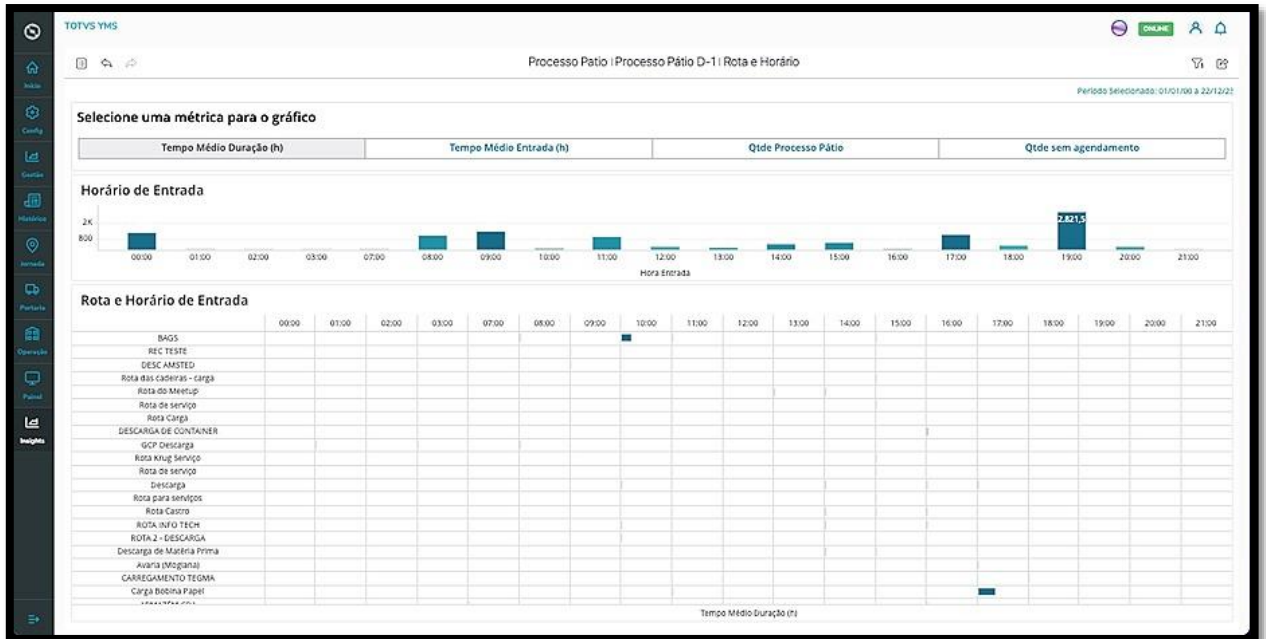 TOTVS YMS
ONLINE
Início
Config
Gestão
Histórico
Jornada
Portaria
Operação
Painel
Insights
Processo Patio | Processo Pátio D-1 | Rota e Horário
Período Selecionado: 01/01/00 à 22/12/2
Selecione uma métrica para o gráfico
Tempo Médio Duração (h) Tempo Médio Entrada (h) Qtde Processo Pátio Qtde sem agendamento
Horário de Entrada
2K
800
2.821,5
00:00 01:00 02:00 03:00 07:00 08:00 09:00 10:00 11:00 12:00 13:00 14:00 15:00 16:00 17:00 18:00 19:00 20:00 21:00
Hora Entrada
Rota e Horário de Entrada
00:00 01:00 02:00 03:00 07:00 08:00 09:00 10:00 11:00 12:00 13:00 14:00 15:00 16:00 17:00 18:00 19:00 20:00 21:00
BAGS
REC TESTE
DESC AMSTED
Rota das cadeiras - carga
Rota do Meetup
Rota de serviço
Rota Carga
DESCARGA DE CONTAINER
GCP Descarga
Rota Krug Serviço
Rota de serviço
Descarga
Rota para serviços
Rota Castro
ROTA INFO TECH
ROTA 2 - DESCARGA
Descarga de Matéria Prima
Avaria (Mogiana)
CARREGAMENTO TEGMA
Carga Bobina Papel
Tempo Médio Duração (h)